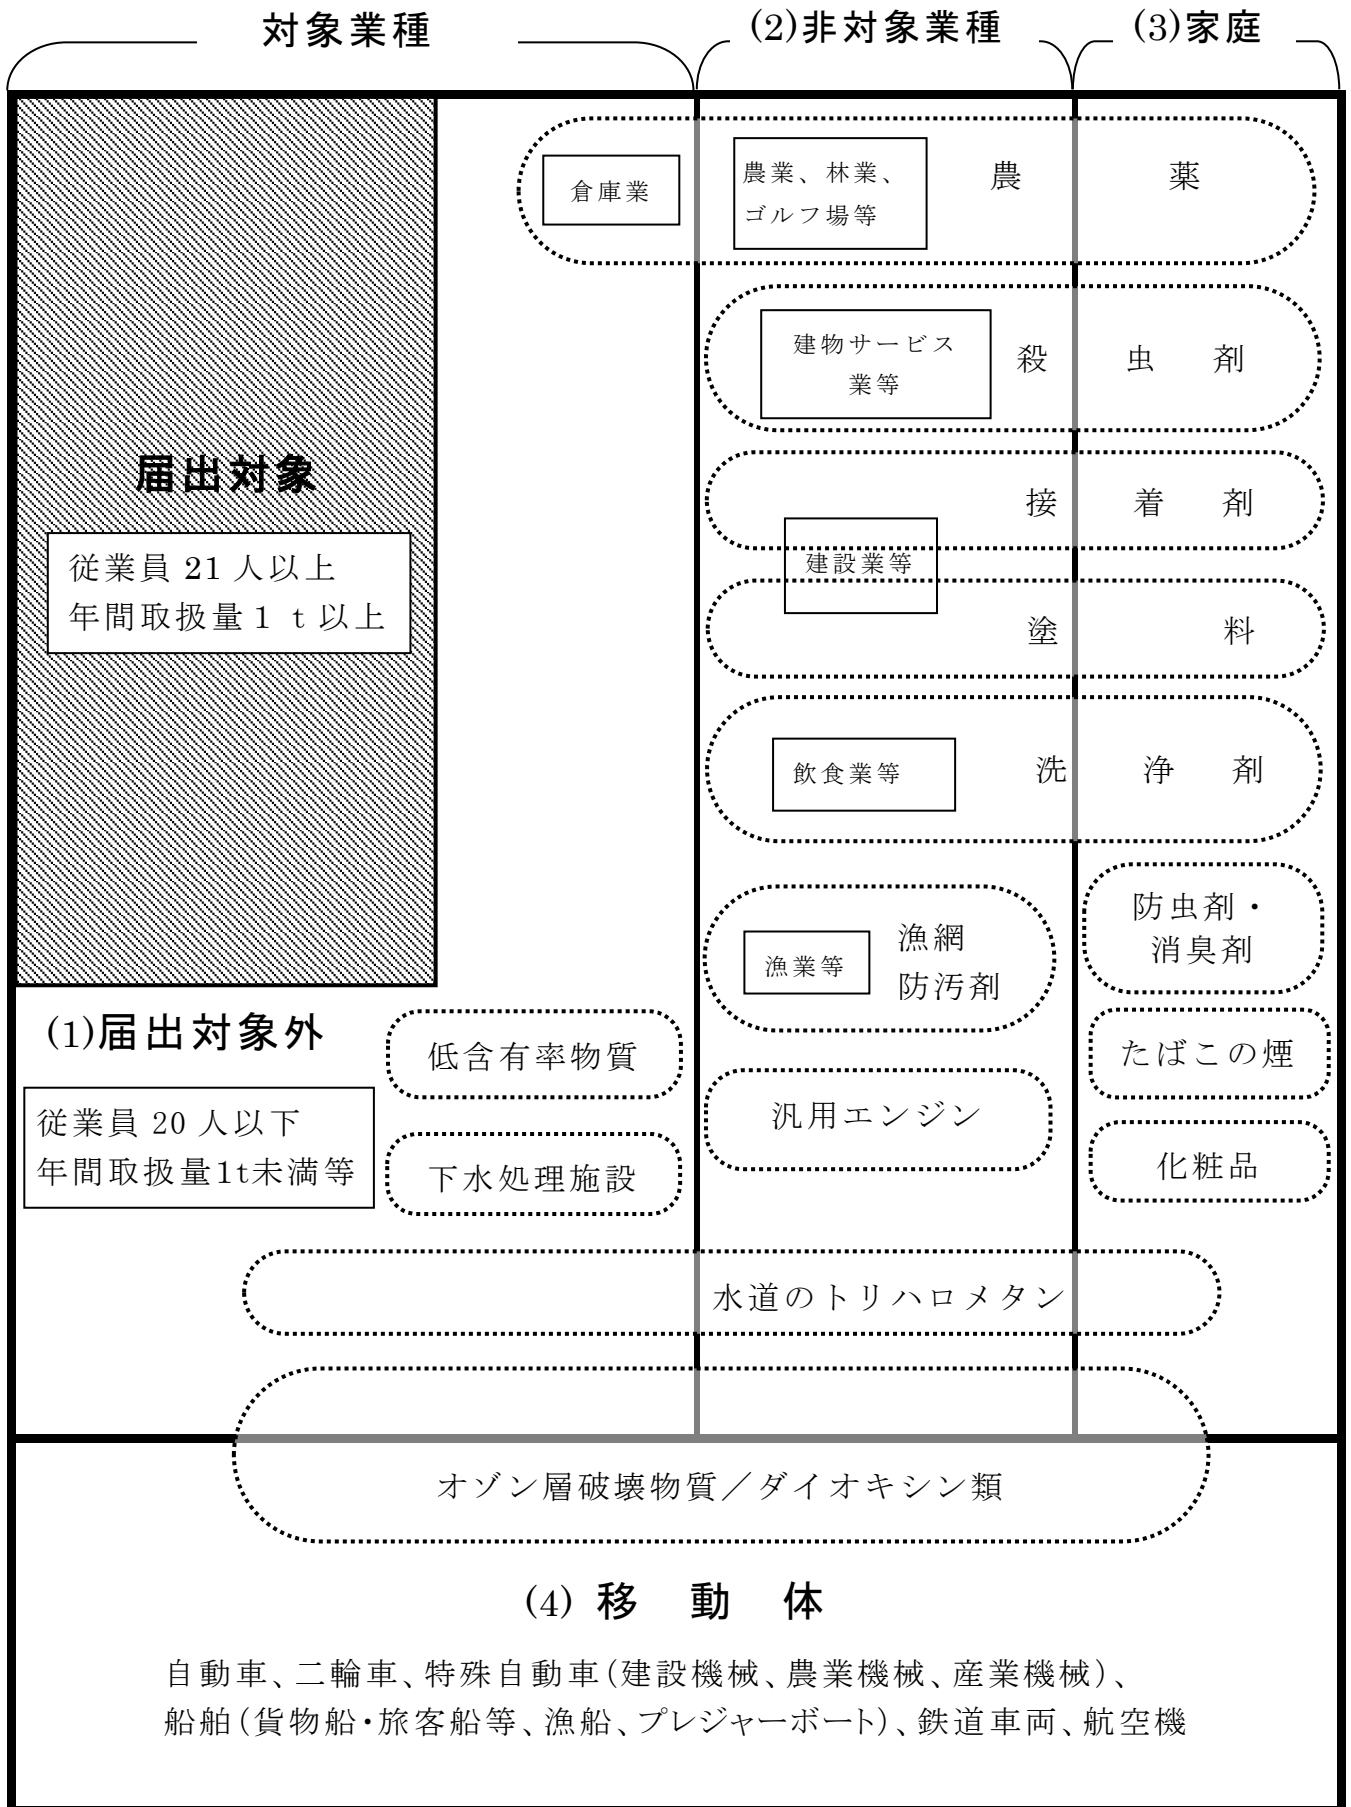 対象業種
(2)非対象業種
(3)家庭
倉庫業
農業、林業、
ゴルフ場等
農 薬
建物サービス
業等
殺 虫 剤
届出対象
従業員 21 人以上
年間取扱量１ｔ以上
接 着 剤
建設業等
塗 料
飲食業等
洗 浄 剤
漁業等
漁網
防汚剤
防虫剤・
消臭剤
(1)届出対象外
従業員 20 人以下
年間取扱量1t未満等
低含有率物質
下水処理施設
汎用エンジン
たばこの煙
化粧品
水道のトリハロメタン
オゾン層破壊物質／ダイオキシン類
(4) 移 動 体
自動車、二輪車、特殊自動車(建設機械、農業機械、産業機械)、
船舶(貨物船・旅客船等、漁船、プレジャーボート)、鉄道車両、航空機